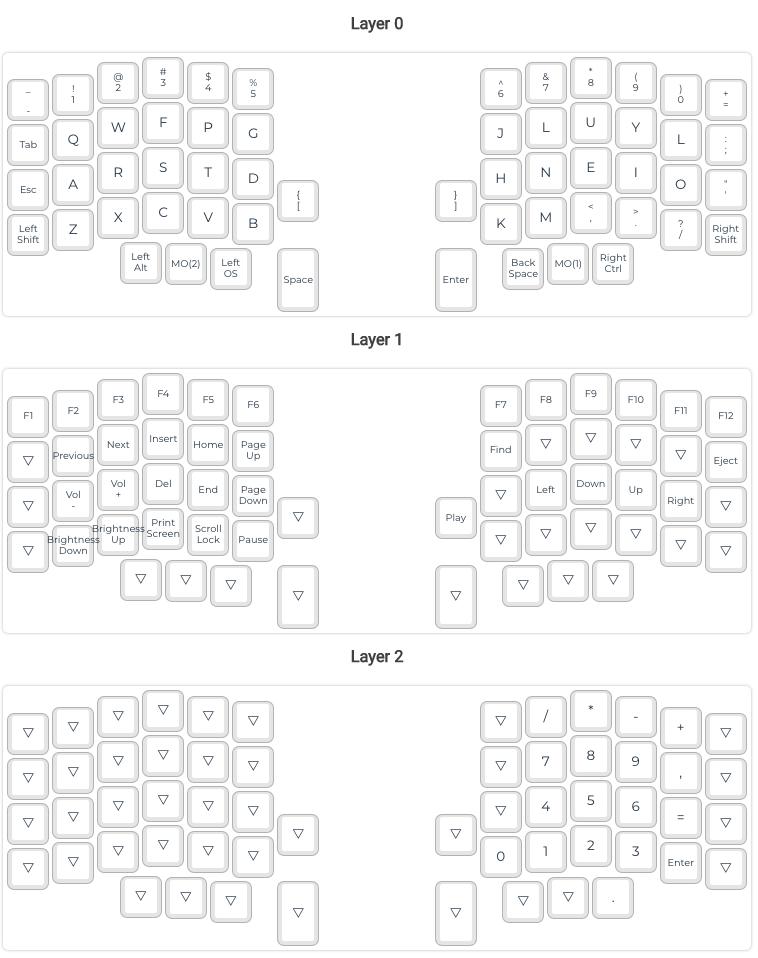 Layer 0
_ ! @ # $ % ^ & * ( ) +
- 1 2 3 4 5 6 7 8 9 0 =
Tab Q W F P G J L U Y L :
;
Esc A R S T D H N E I O "
'
{ }
[ ]
Left Shift Z X C V B K M < > ? Right Shift
, . /
Left Alt MO(2) Left OS Space Enter Back Space MO(1) Right Ctrl
Layer 1
F1 F2 F3 F4 F5 F6 F7 F8 F9 F10 F11 F12
▽ Previous Next Insert Home Page Up Find ▽ ▽ ▽ ▽ Eject
▽ Vol - Vol + Del End Page Down ▽ Left Down Up Right ▽
▽ Play
▽ Brightness Down Brightness Up Print Screen Scroll Lock Pause ▽ ▽ ▽ ▽ ▽ ▽
▽ ▽ ▽ ▽ ▽ ▽ ▽ ▽
Layer 2
▽ ▽ ▽ ▽ ▽ ▽ ▽ / * - + ▽
▽ ▽ ▽ ▽ ▽ ▽ ▽ 7 8 9 , ▽
▽ ▽ ▽ ▽ ▽ ▽ ▽ 4 5 6 = ▽
▽ ▽
▽ ▽ ▽ ▽ ▽ ▽ 0 1 2 3 Enter ▽
▽ ▽ ▽ ▽ ▽ ▽ ▽ .